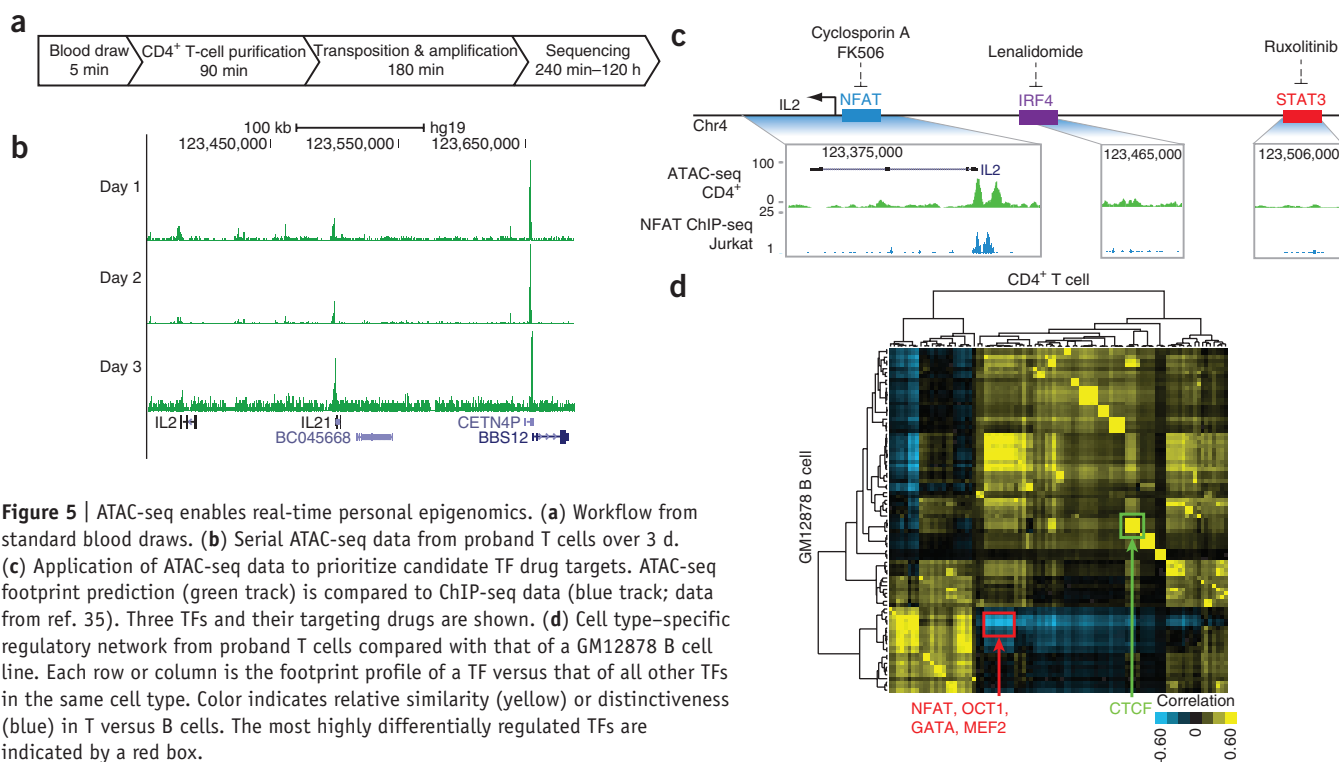 a
Blood draw
5 min
CD4+ T-cell purification
90 min
Transposition & amplification
180 min
Sequencing
240 min–120 h
b
100 kb
hg19
123,450,000
123,550,000
123,650,000
Day 1
Day 2
Day 3
IL2
IL21
CETN4P
BC045668
BBS12
c
Cyclosporin A
FK506
Lenalidomide
Ruxolitinib
IL2
NFAT
IRF4
STAT3
Chr4
123,375,000
123,465,000
123,506,000
ATAC-seq
CD4+
100
0
IL2
NFAT ChIP-seq
Jurkat
25
1
d
CD4+ T cell
GM12878 B cell
NFAT, OCT1,
GATA, MEF2
CTCF
Correlation
-0.60
0
0.60
Figure 5 | ATAC-seq enables real-time personal epigenomics. (a) Workflow from
standard blood draws. (b) Serial ATAC-seq data from proband T cells over 3 d.
(c) Application of ATAC-seq data to prioritize candidate TF drug targets. ATAC-seq
footprint prediction (green track) is compared to ChIP-seq data (blue track; data
from ref. 35). Three TFs and their targeting drugs are shown. (d) Cell type–specific
regulatory network from proband T cells compared with that of a GM12878 B cell
line. Each row or column is the footprint profile of a TF versus that of all other TFs
in the same cell type. Color indicates relative similarity (yellow) or distinctiveness
(blue) in T versus B cells. The most highly differentially regulated TFs are
indicated by a red box.